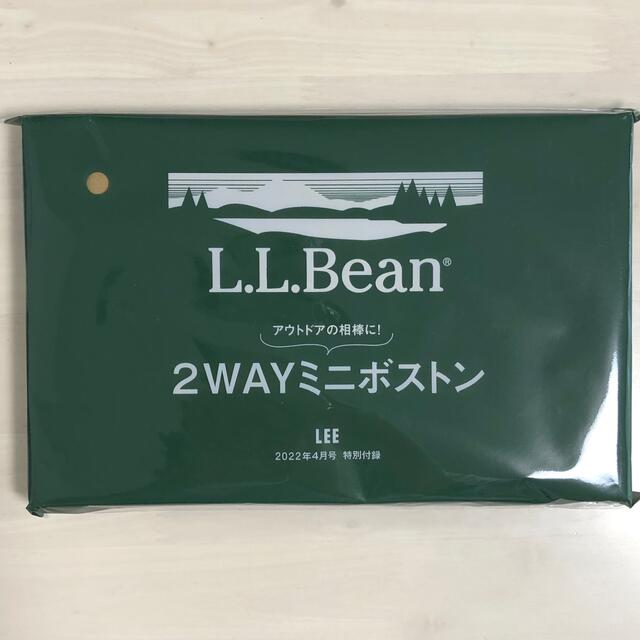 L.L.Bean®
アウトドアの相棒に!
2WAYミニボストン
LEE
2022年4月号 特別付録